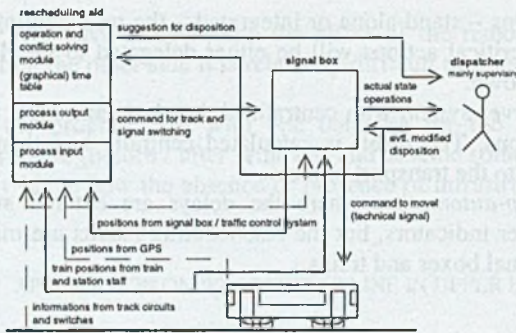 rescheduling aid
operation and
conflict solving
module
(graphical) time
table
process output
module
process input
module
suggestion for disposition
signal box
dispatcher
mainly supervising
actual state
operations
command for track and
signal switching
evtl. modified
disposition
command to movel
(technical signal)
positions from signal box / traffic control system
positions from GPS
train positions from train
and station staff
informations from track circuits
and switches